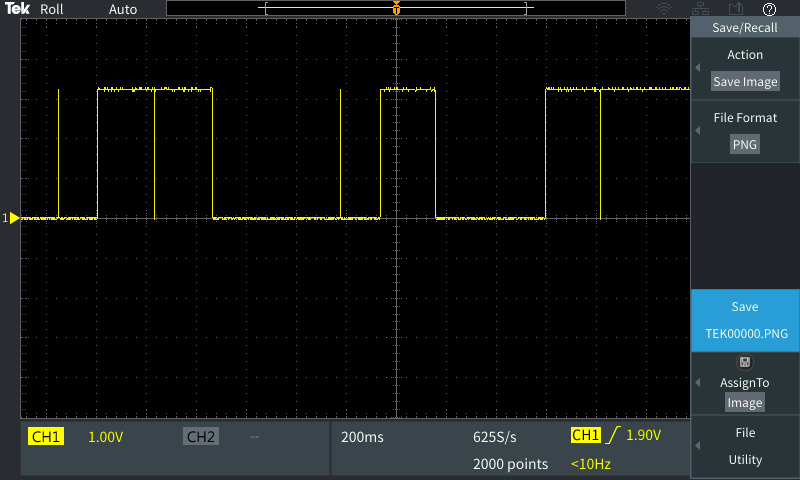 Tek Roll Auto T ?
Save/Recall
Action
Save Image
File Format
PNG
1
Save
TEK00000.PNG
AssignTo
Image
File
Utility
CH1 1.00V CH2 -- 200ms 625S/s CH1 1.90V
2000 points <10Hz